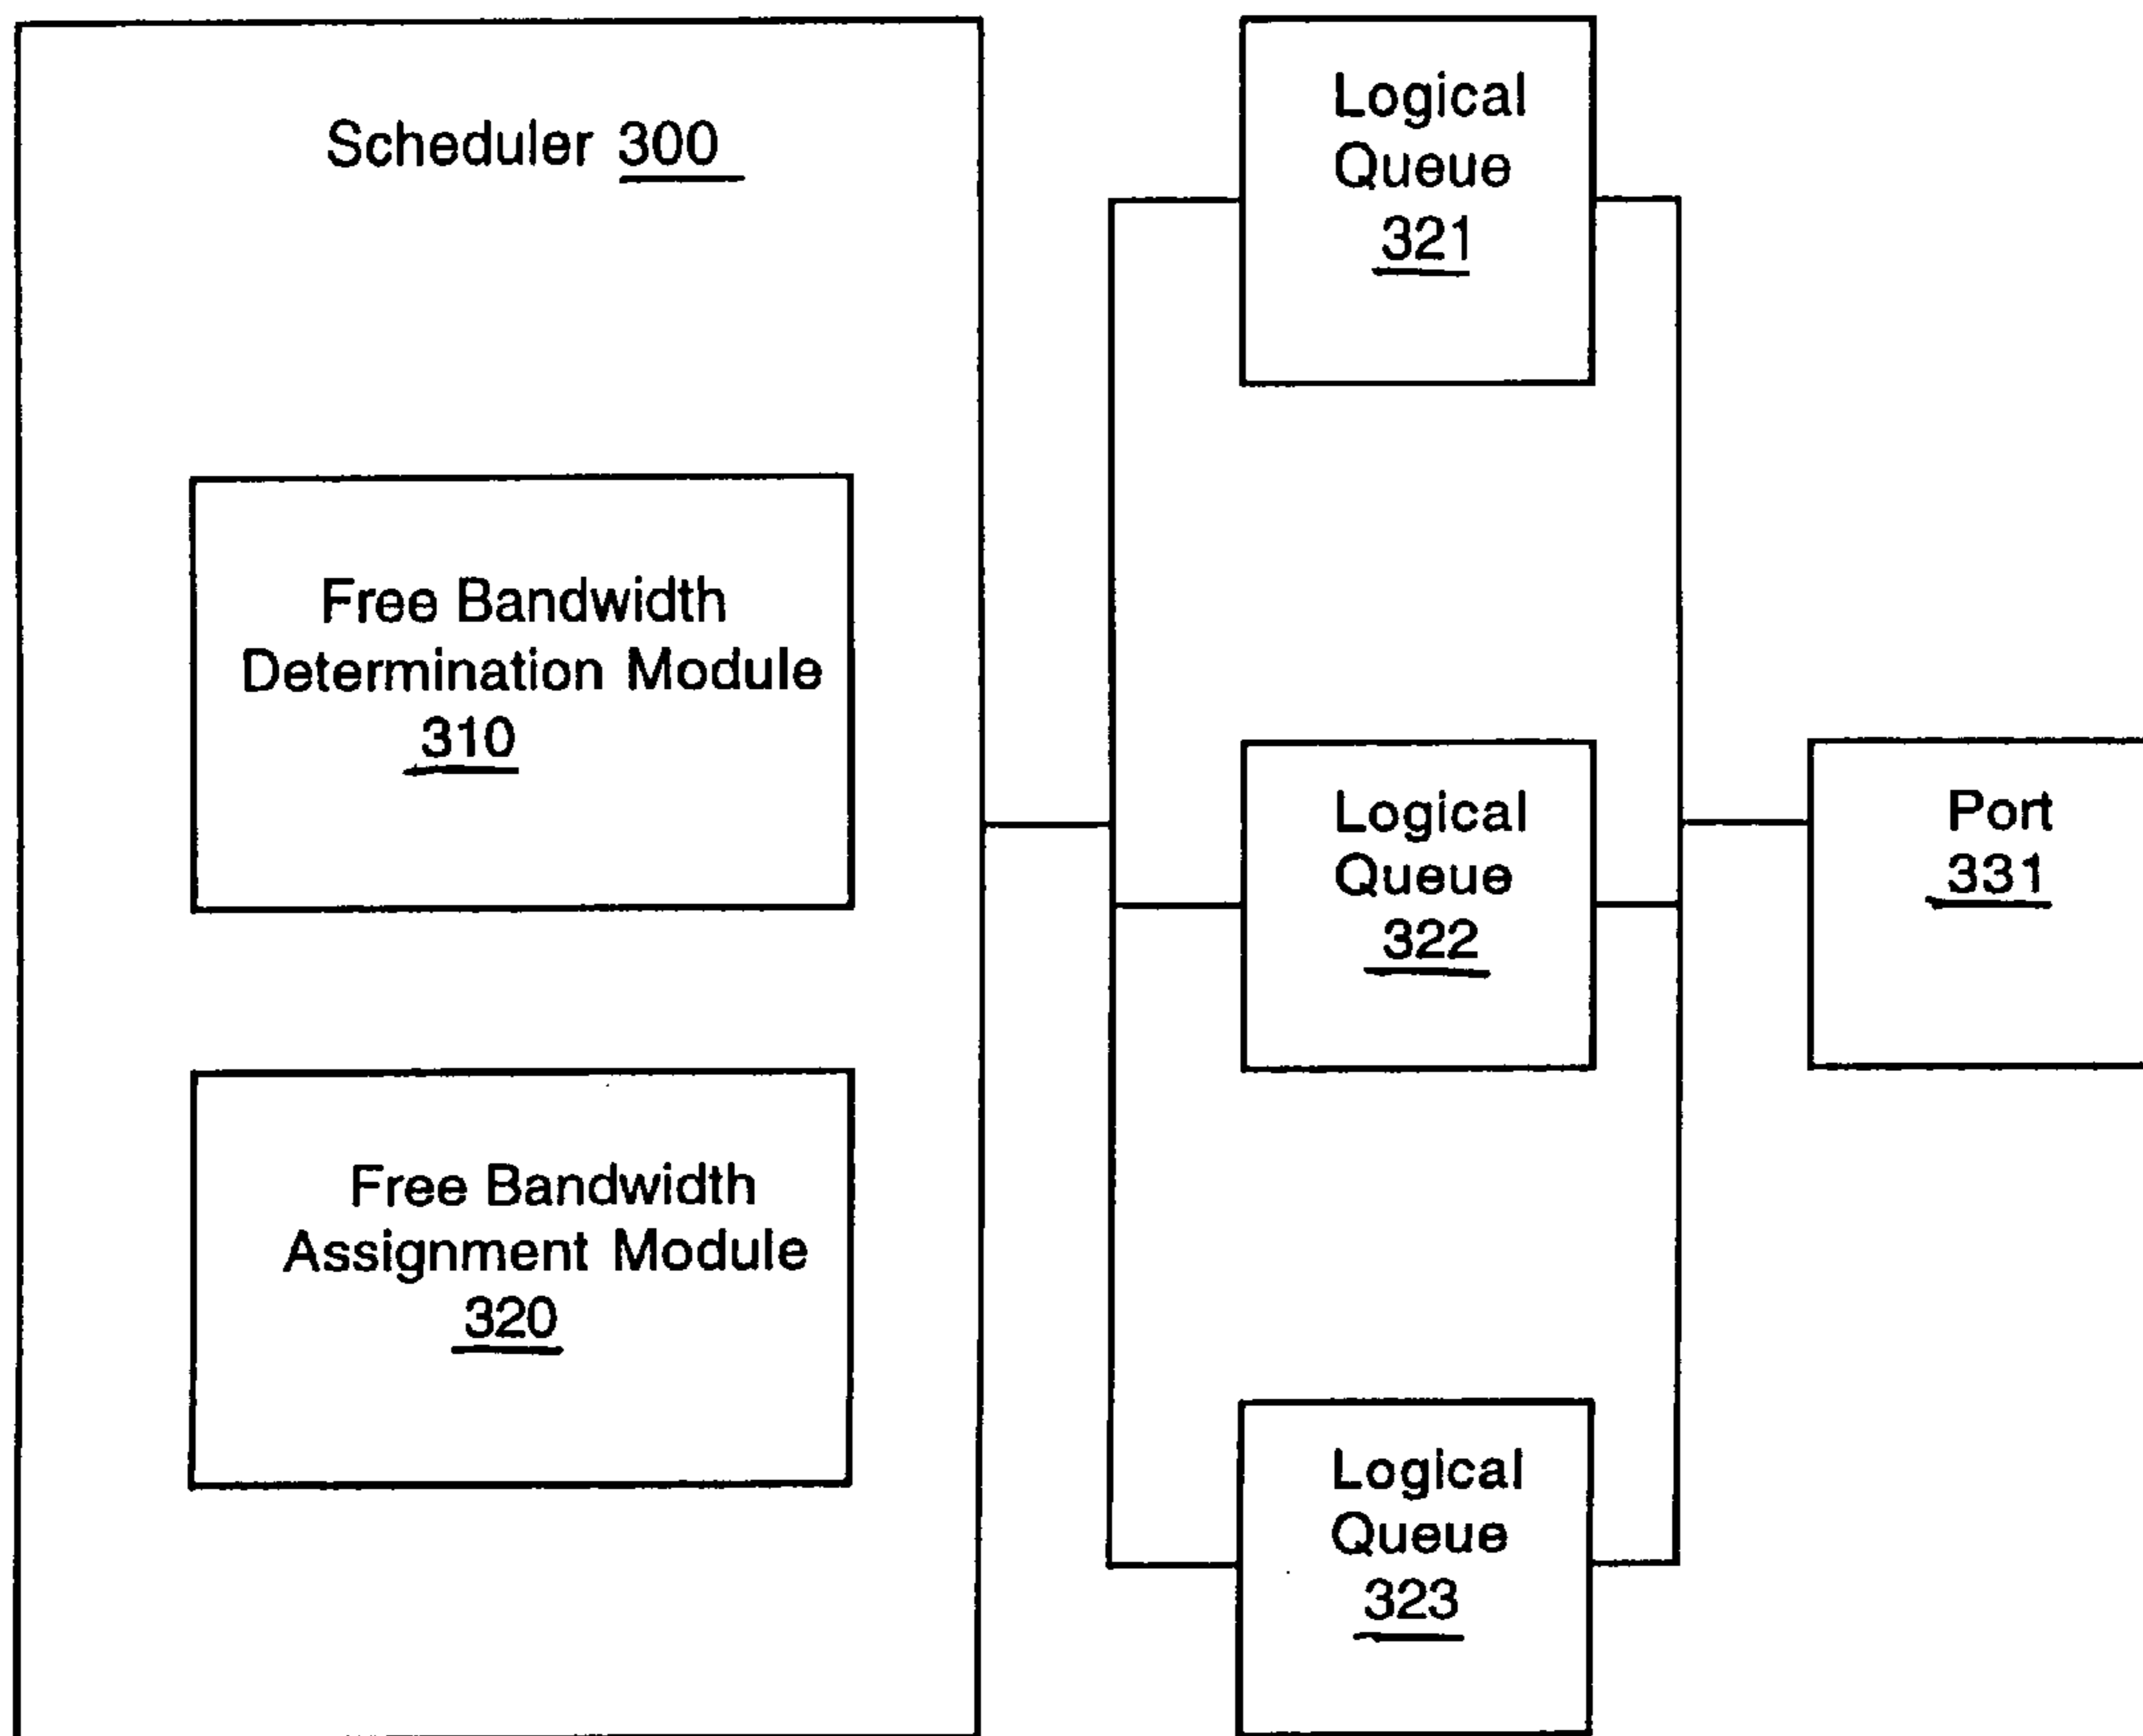 Scheduler 300
Free Bandwidth
Determination Module
310
Free Bandwidth
Assignment Module
320
Logical
Queue
321
Logical
Queue
322
Logical
Queue
323
Port
331